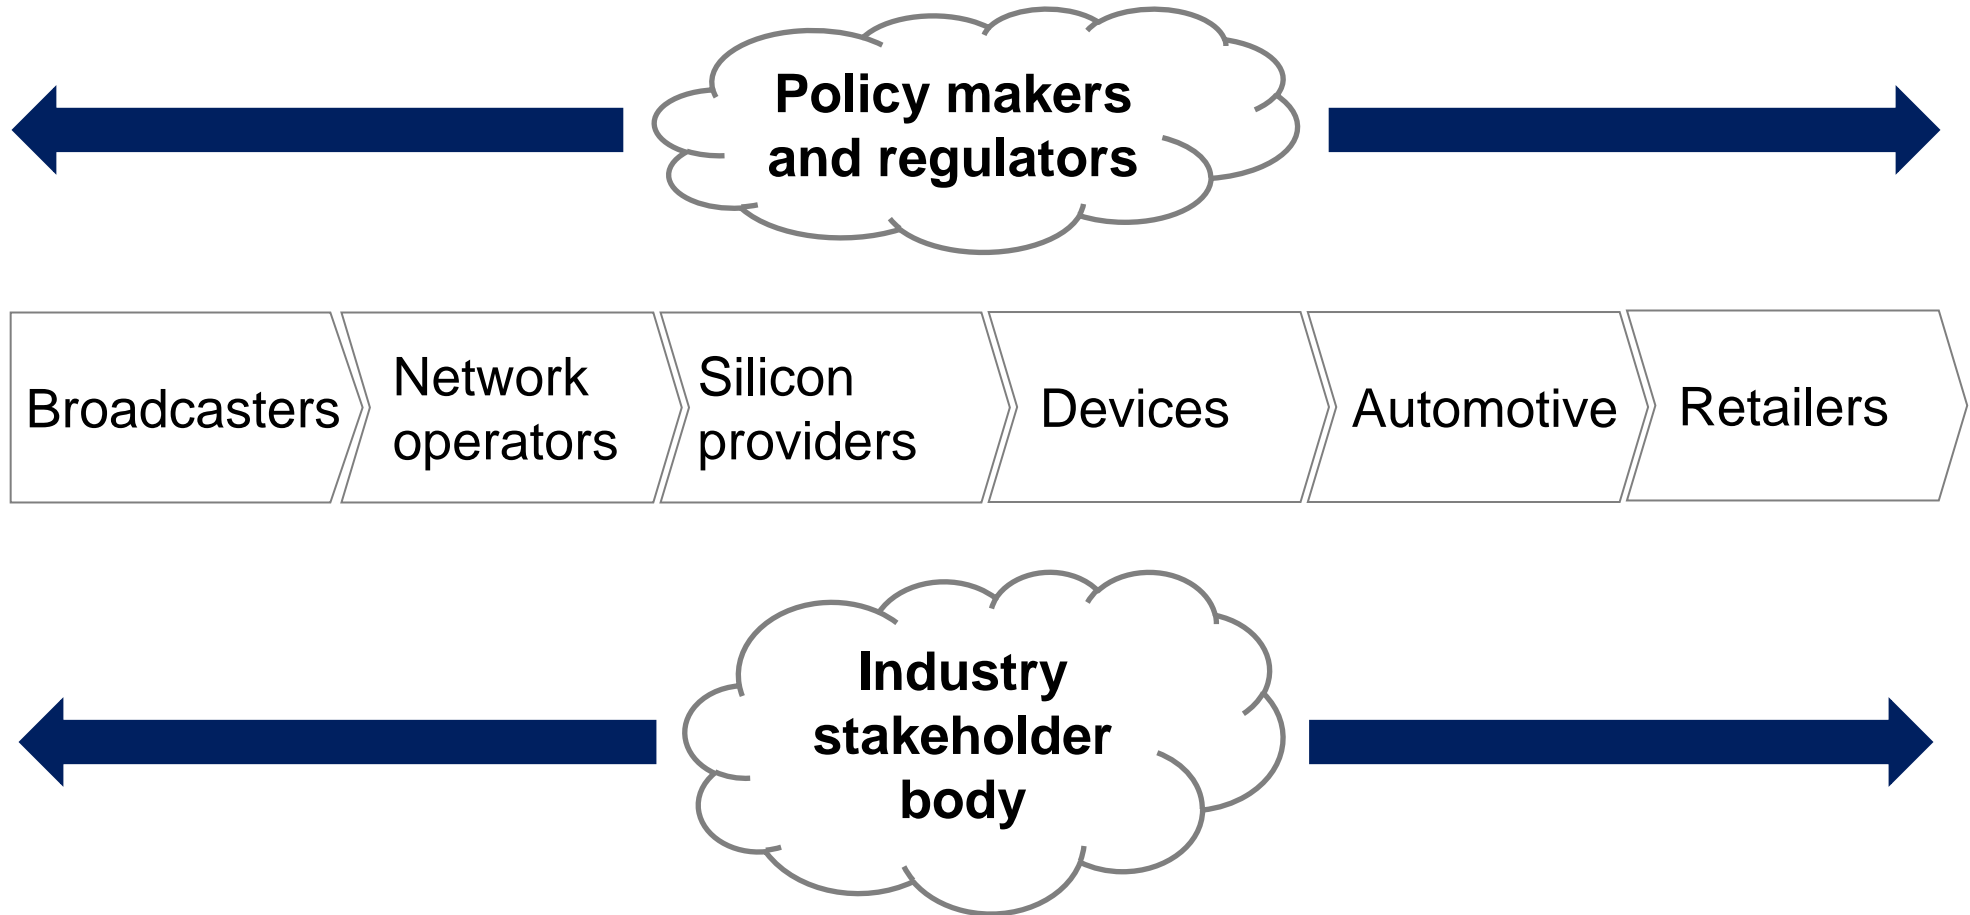 Policy makers
and regulators
Broadcasters
Network
operators
Silicon
providers
Devices
Automotive
Retailers
Industry
stakeholder
body